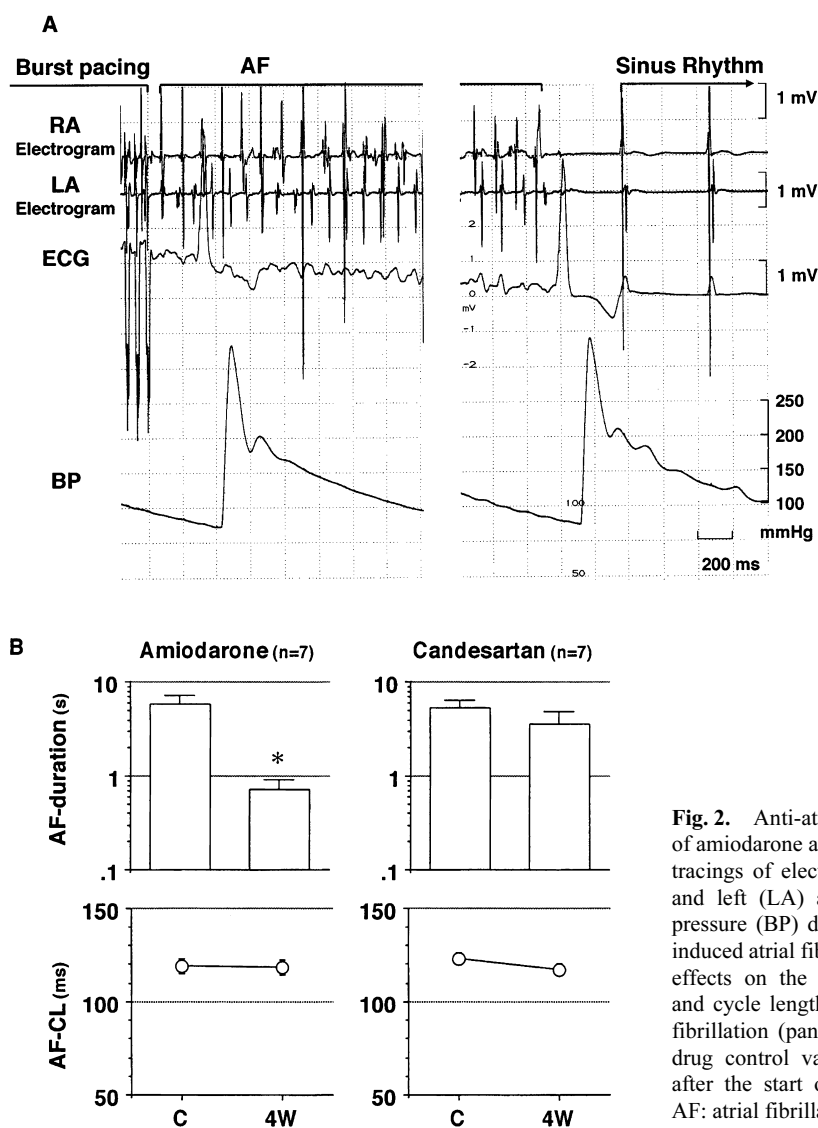 A
Burst pacing
AF
Sinus Rhythm
RA
Electrogram
1 mV
LA
Electrogram
1 mV
2
ECG
1
1 mV
0
mV
-1
-2
250
200
BP
150
100
100
mmHg
200 ms
50
B
Amiodarone (n=7)
Candesartan (n=7)
AF-duration (s)
10
*
1
.1
10
1
.1
AF-CL (ms)
150
100
50
150
100
50
C
4W
C
4W
Fig. 2. Anti-at
of amiodarone a
tracings of elect
and left (LA) a
pressure (BP) d
induced atrial fib
effects on the
and cycle length
fibrillation (pan
drug control va
after the start o
AF: atrial fibrilla